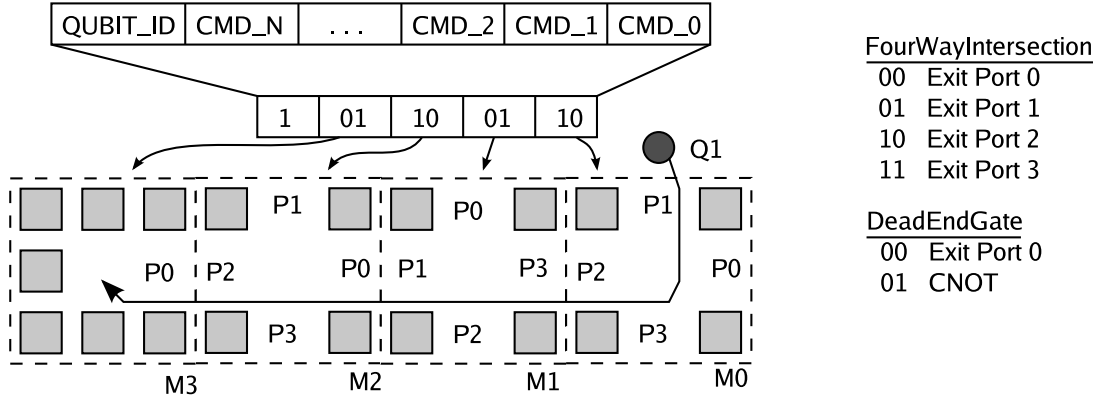 QUBIT_ID CMD_N . . . CMD_2 CMD_1 CMD_0
1 01 10 01 10
Q1
P1 P0 P1
P0 P2 P0 P1 P3 P2 P0
P3 P2 P3
M3 M2 M1 M0
FourWayIntersection
00 Exit Port 0
01 Exit Port 1
10 Exit Port 2
11 Exit Port 3
DeadEndGate
00 Exit Port 0
01 CNOT